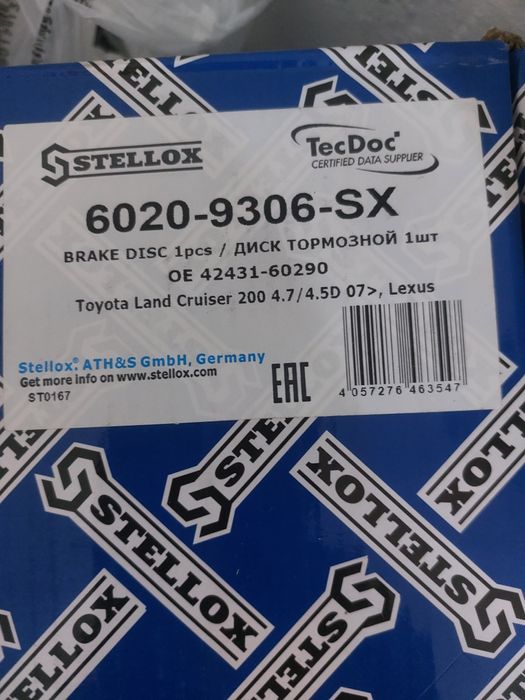 STELLOX
TecDoc
CERTIFIED DATA SUPPLIER
6020-9306-SX
BRAKE DISC 1pcs / ДИСК ТОРМОЗНОЙ 1шт
OE 42431-60290
Toyota Land Cruiser 200 4.7/4.5D 07>, Lexus
Stellox® ATH&S GmbH, Germany
Get more info on www.stellox.com
ST0167
EAC
4 057276 463547
STELLOX
STELLOX
STELLOX
STELLOX